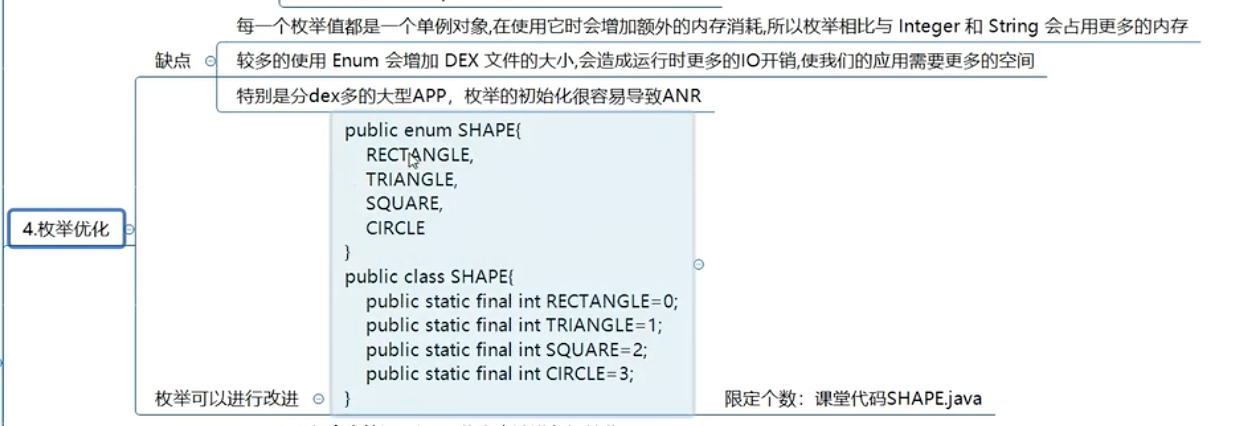 每一个枚举值都是一个单例对象,在使用它时会增加额外的内存消耗,所以枚举相比与 Integer 和 String 会占用更多的内存
缺点
较多的使用 Enum 会增加 DEX 文件的大小,会造成运行时更多的IO开销,使我们的应用需要更多的空间
特别是分dex多的大型APP，枚举的初始化很容易导致ANR
4.枚举优化
public enum SHAPE{
RECTANGLE,
TRIANGLE,
SQUARE,
CIRCLE
}
public class SHAPE{
public static final int RECTANGLE=0;
public static final int TRIANGLE=1;
public static final int SQUARE=2;
public static final int CIRCLE=3;
}
枚举可以进行改进
限定个数：课堂代码SHAPE.java